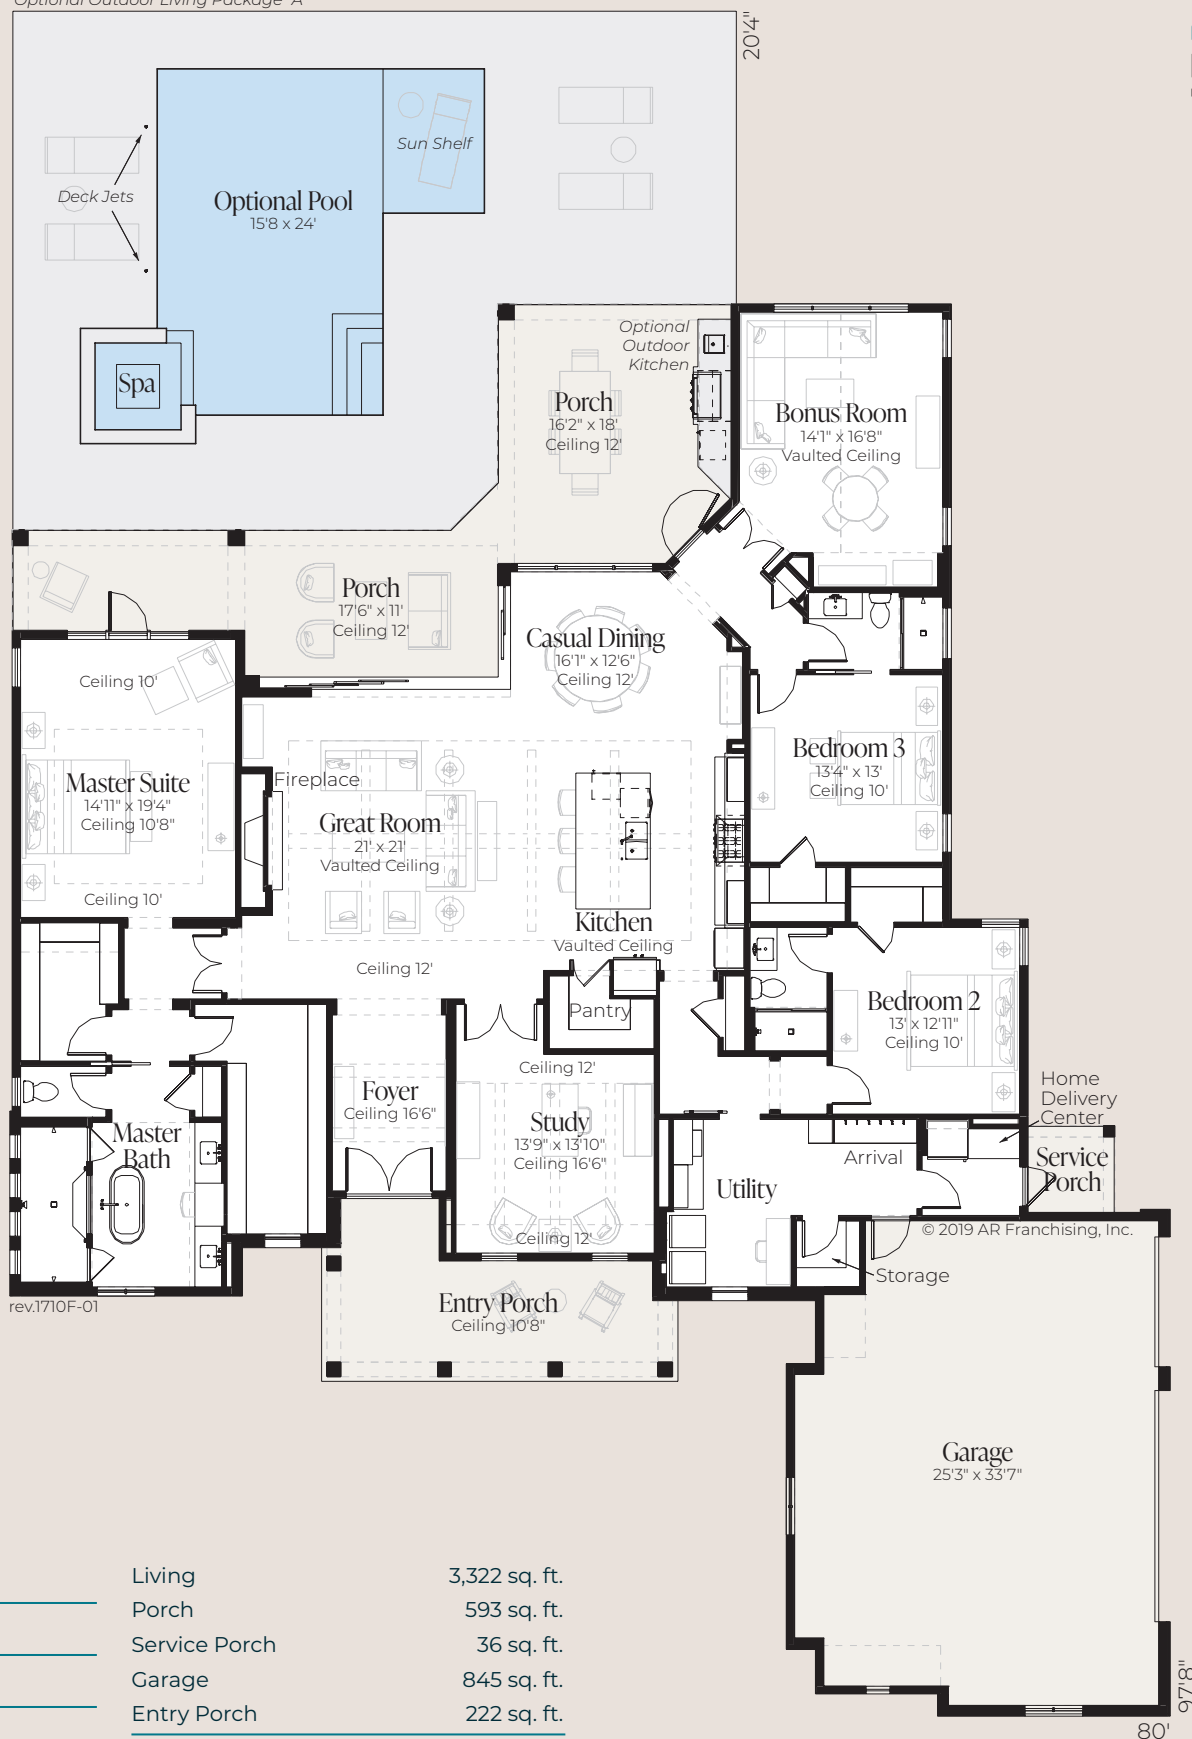 Optional Outdoor Living Package "A"
20'4"
Sun Shelf
Deck Jets
Optional Pool
15'8 x 24'
Spa
Optional
Outdoor
Kitchen
Porch
16'2" x 18'
Ceiling 12'
Bonus Room
14'1" x 16'8"
Vaulted Ceiling
Porch
17'6" x 11'
Ceiling 12'
Casual Dining
16'1" x 12'6"
Ceiling 12'
Ceiling 10'
Master Suite
14'11" x 19'4"
Ceiling 10'8"
Ceiling 10'
Fireplace
Great Room
21' x 21'
Vaulted Ceiling
Bedroom 3
13'4" x 13'
Ceiling 10'
Kitchen
Vaulted Ceiling
Ceiling 12'
Pantry
Bedroom 2
13' x 12'11"
Ceiling 10'
Foyer
Ceiling 16'6"
Ceiling 12'
Study
13'9" x 13'10"
Ceiling 16'6"
Ceiling 12'
Master
Bath
Home
Delivery
Center
Arrival
Service
Porch
Utility
© 2019 AR Franchising, Inc.
Storage
rev.1710F-01
Entry Porch
Ceiling 10'8"
Garage
25'3" x 33'7"
Living 3,322 sq. ft.
Porch 593 sq. ft.
Service Porch 36 sq. ft.
Garage 845 sq. ft.
Entry Porch 222 sq. ft.
97'8"
80'